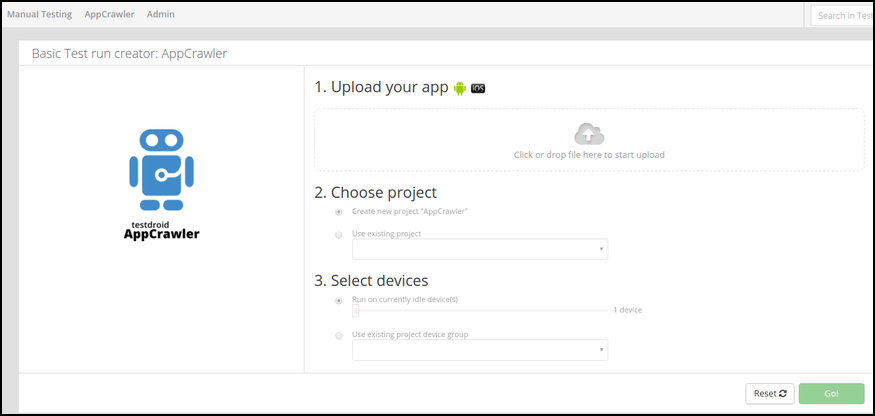 Manual Testing AppCrawler Admin Search in Test
Basic Test run creator: AppCrawler
1. Upload your app iOS
Click or drop file here to start upload
testdroid
AppCrawler
2. Choose project
Create new project "AppCrawler"
Use existing project
3. Select devices
Run on currently idle device(s)
1 device
Use existing project device group
Reset Go!